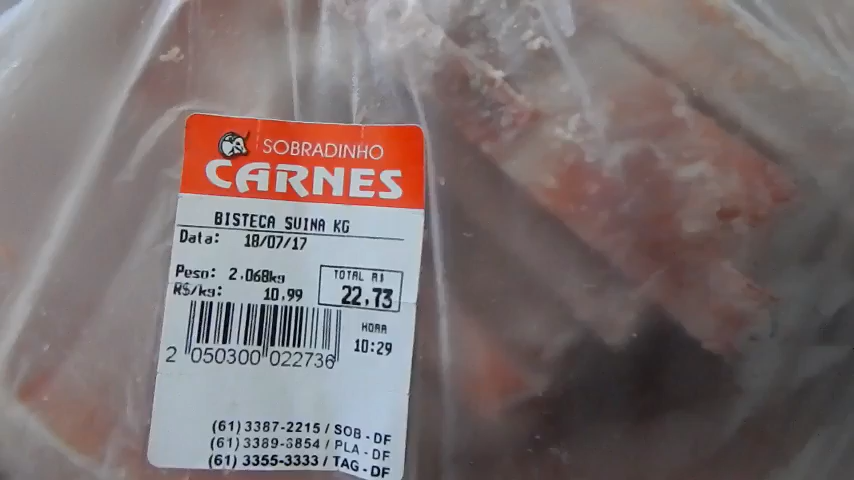 SOBRADINHO
CARNES
BISTECA SUINA KG
Data: 18/07/17
Peso: 2.068kg
R$/kg: 10.99
TOTAL R$
22,73
HORA
10:29
2 050300 022736
(61) 3387-2215 / SOB - DF
(61) 3389-6854 / PLA - DF
(61) 3355-3333 / TAG - DF